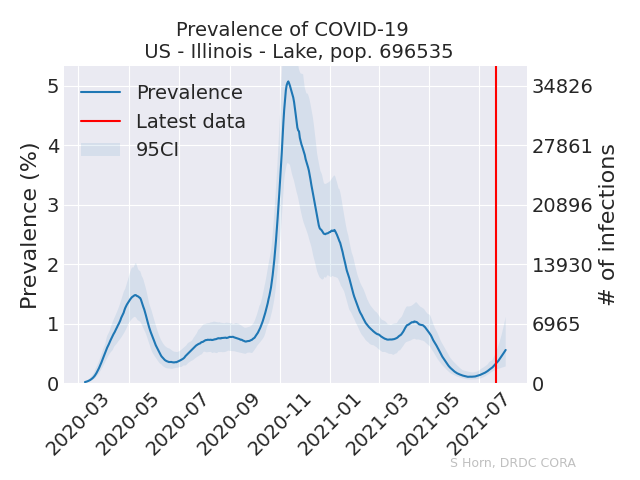 Prevalence of COVID-19
US - Illinois - Lake, pop. 696535
Prevalence
Latest data
95CI
Prevalence (%)
5
4
3
2
1
0
34826
27861
20896
13930
6965
0
# of infections
2020-03
2020-05
2020-07
2020-09
2020-11
2021-01
2021-03
2021-05
2021-07
S Horn, DRDC CORA